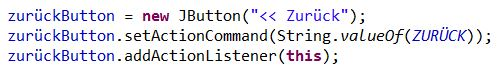 zurückButton = new JButton("<< Zurück");
zurückButton.setActionCommand(String.valueOf(ZURÜCK));
zurückButton.addActionListener(this);